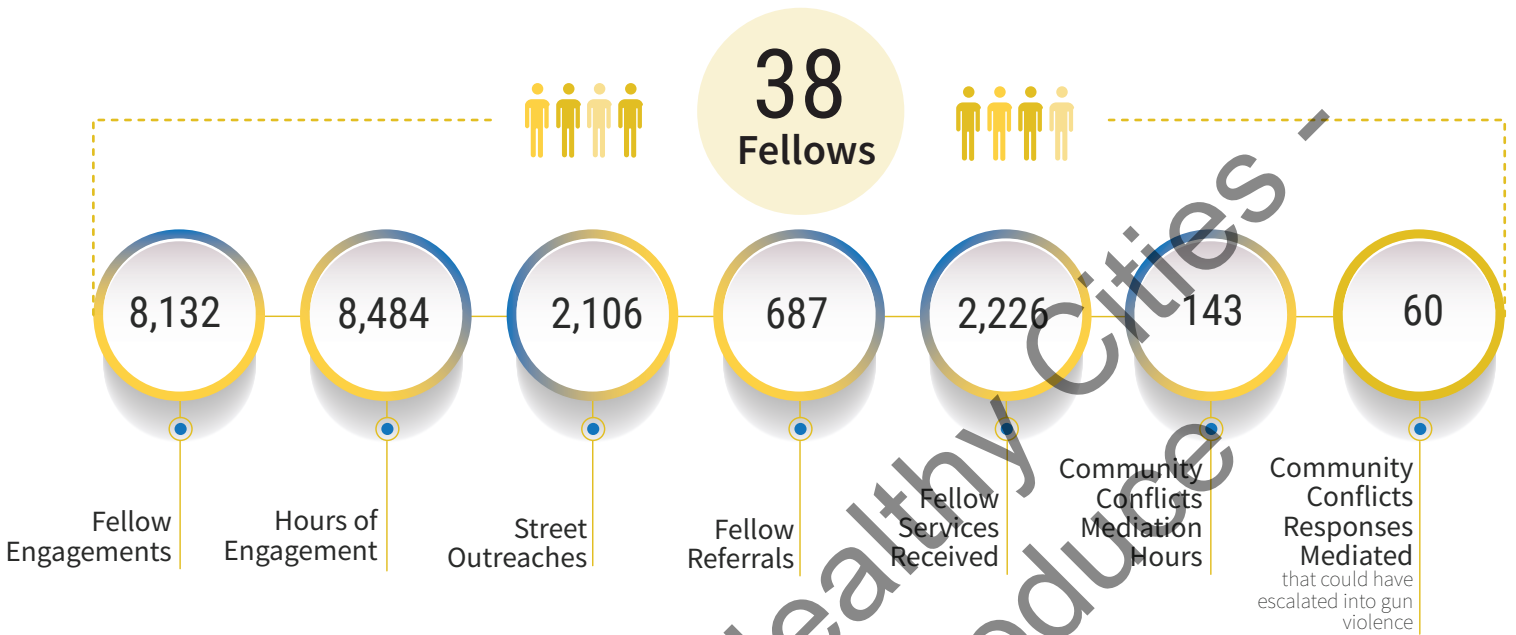 38
Fellows
8,132
8,484
2,106
687
2,226
143
60
Fellow
Engagements
Hours of
Engagement
Street
Outreaches
Fellow
Referrals
Fellow
Services
Received
Community
Conflicts
Mediation
Hours
Community
Conflicts
Responses
Mediated
that could have
escalated into gun
violence
Cities -